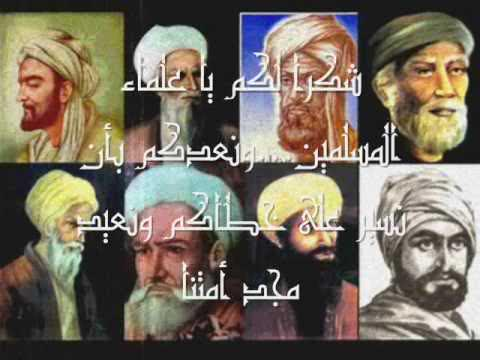 شكرا لكم يا علماء
المسلمين.....ونعدكم بأن
نسير على خطاكم ونعيد
مجد أمتنا